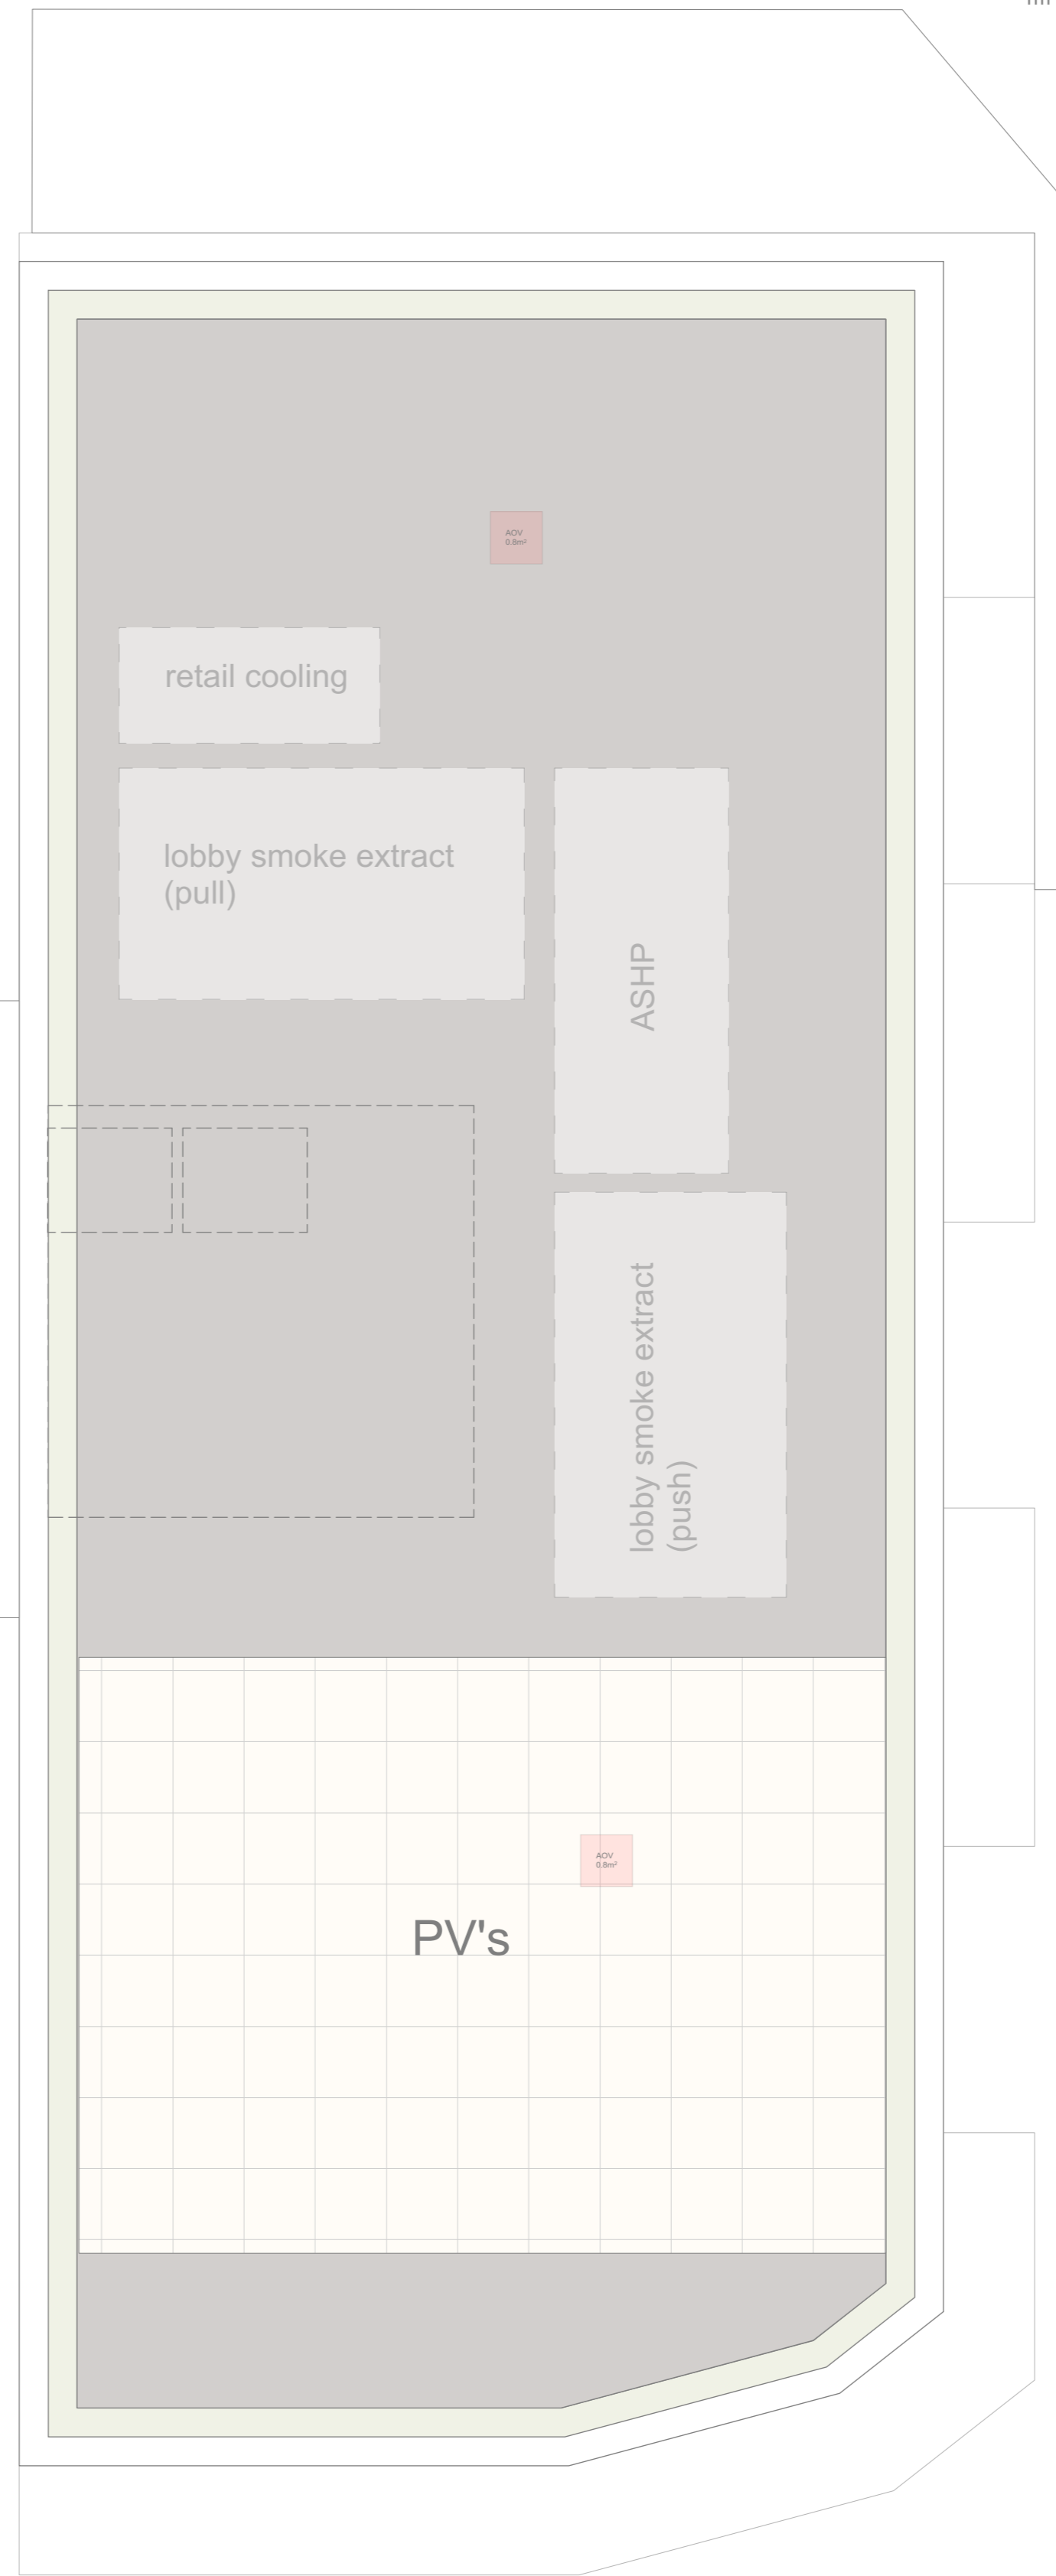 AOV
0.8m²
retail cooling
lobby smoke extract
(pull)
ASHP
lobby smoke extract
(push)
AOV
0.8m²
PV's